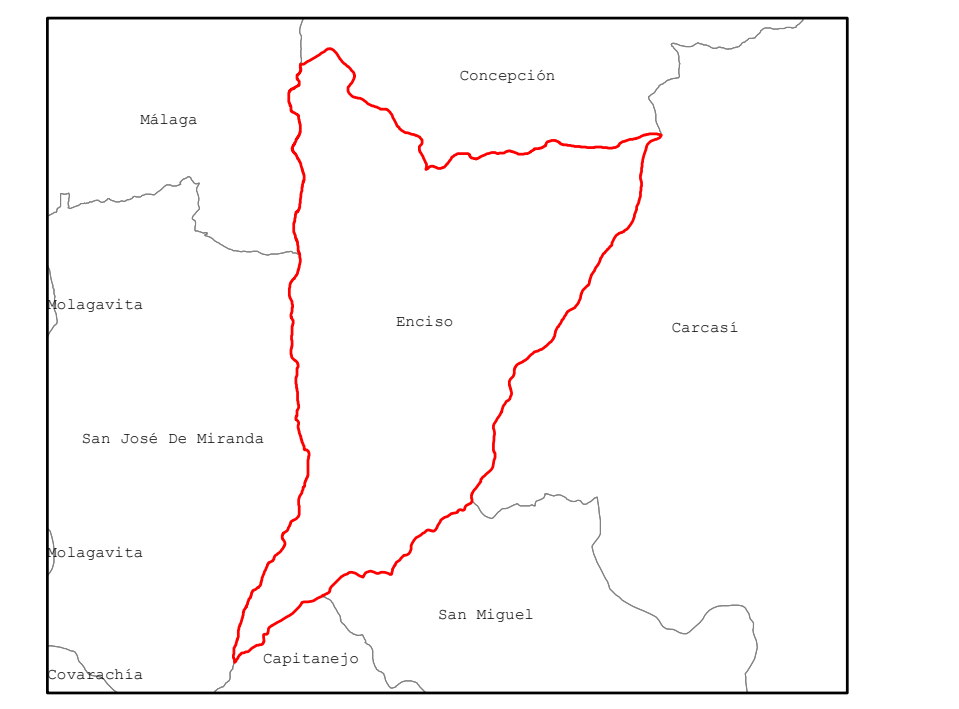 Concepción
Málaga
Molagavita
Enciso
Carcasí
San José De Miranda
Molagavita
San Miguel
Capitanejo
Covarachía